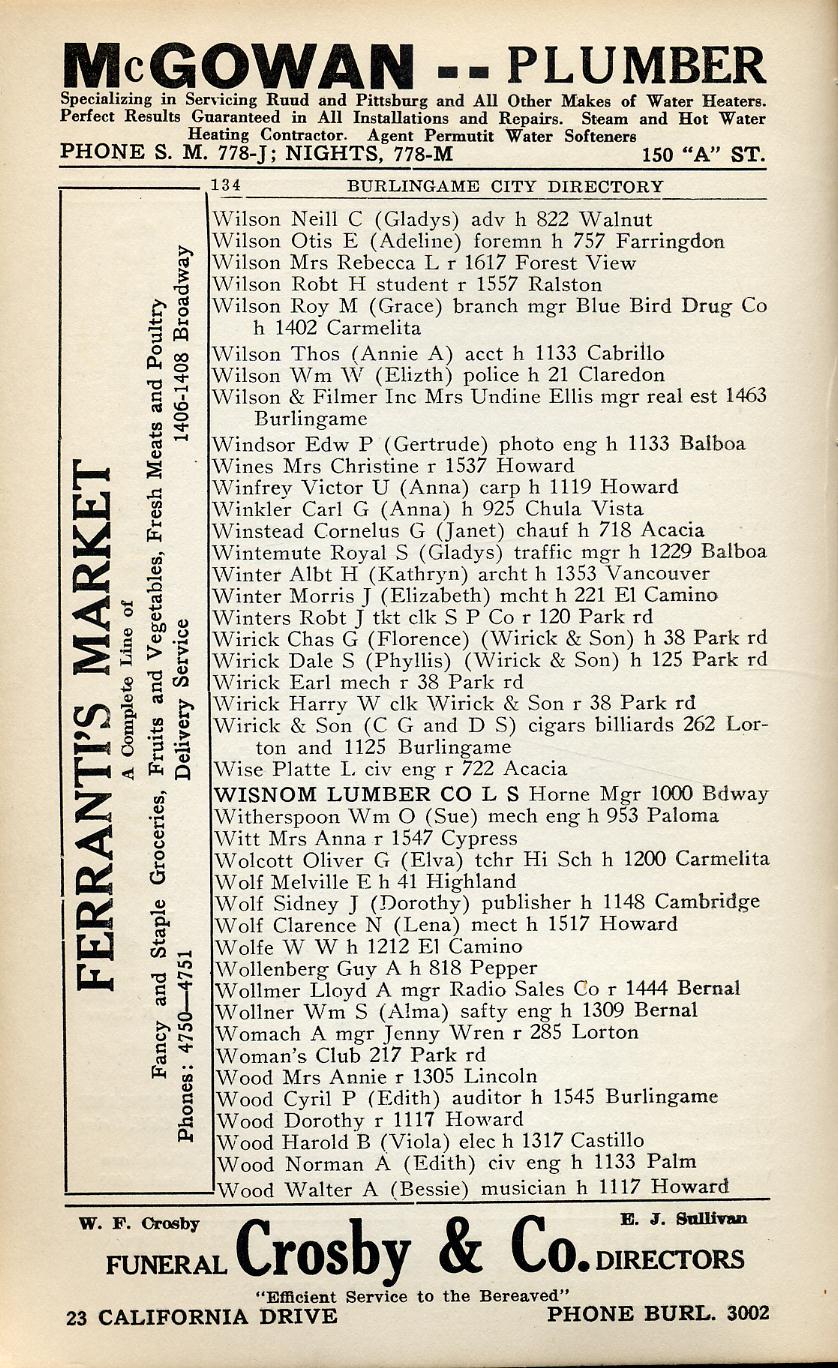 McGOWAN -- PLUMBER
Specializing in Servicing Ruud and Pittsburg and All Other Makes of Water Heaters.
Perfect Results Guaranteed in All Installations and Repairs. Steam and Hot Water
Heating Contractor. Agent Permutit Water Softeners
PHONE S. M. 778-J; NIGHTS, 778-M 150 "A" ST.
134 BURLINGAME CITY DIRECTORY
FERRANTI'S MARKET
A Complete Line of
Fancy and Staple Groceries, Fruits and Vegetables, Fresh Meats and Poultry
Phones: 4750—4751 Delivery Service 1406-1408 Broadway
Wilson Neill C (Gladys) adv h 822 Walnut
Wilson Otis E (Adeline) foremn h 757 Farringdon
Wilson Mrs Rebecca L r 1617 Forest View
Wilson Robt H student r 1557 Ralston
Wilson Roy M (Grace) branch mgr Blue Bird Drug Co
h 1402 Carmelita
Wilson Thos (Annie A) acct h 1133 Cabrillo
Wilson Wm W (Elizth) police h 21 Claredon
Wilson & Filmer Inc Mrs Undine Ellis mgr real est 1463
Burlingame
Windsor Edw P (Gertrude) photo eng h 1133 Balboa
Wines Mrs Christine r 1537 Howard
Winfrey Victor U (Anna) carp h 1119 Howard
Winkler Carl G (Anna) h 925 Chula Vista
Winstead Cornelus G (Janet) chauf h 718 Acacia
Wintemute Royal S (Gladys) traffic mgr h 1229 Balboa
Winter Albt H (Kathryn) archt h 1353 Vancouver
Winter Morris J (Elizabeth) mcht h 221 El Camino
Winters Robt J tkt clk S P Co r 120 Park rd
Wirick Chas G (Florence) (Wirick & Son) h 38 Park rd
Wirick Dale S (Phyllis) (Wirick & Son) h 125 Park rd
Wirick Earl mech r 38 Park rd
Wirick Harry W clk Wirick & Son r 38 Park rd
Wirick & Son (C G and D S) cigars billiards 262 Lor-
ton and 1125 Burlingame
Wise Platte L civ eng r 722 Acacia
WISNOM LUMBER CO L S Horne Mgr 1000 Bdway
Witherspoon Wm O (Sue) mech eng h 953 Paloma
Witt Mrs Anna r 1547 Cypress
Wolcott Oliver G (Elva) tchr Hi Sch h 1200 Carmelita
Wolf Melville E h 41 Highland
Wolf Sidney J (Dorothy) publisher h 1148 Cambridge
Wolf Clarence N (Lena) mect h 1517 Howard
Wolfe W W h 1212 El Camino
Wollenberg Guy A h 818 Pepper
Wollmer Lloyd A mgr Radio Sales Co r 1444 Bernal
Wollner Wm S (Alma) safty eng h 1309 Bernal
Womach A mgr Jenny Wren r 285 Lorton
Woman's Club 217 Park rd
Wood Mrs Annie r 1305 Lincoln
Wood Cyril P (Edith) auditor h 1545 Burlingame
Wood Dorothy r 1117 Howard
Wood Harold B (Viola) elec h 1317 Castillo
Wood Norman A (Edith) civ eng h 1133 Palm
Wood Walter A (Bessie) musician h 1117 Howard
W. F. Crosby E. J. Sullivan
FUNERAL Crosby & Co. DIRECTORS
"Efficient Service to the Bereaved"
23 CALIFORNIA DRIVE PHONE BURL. 3002